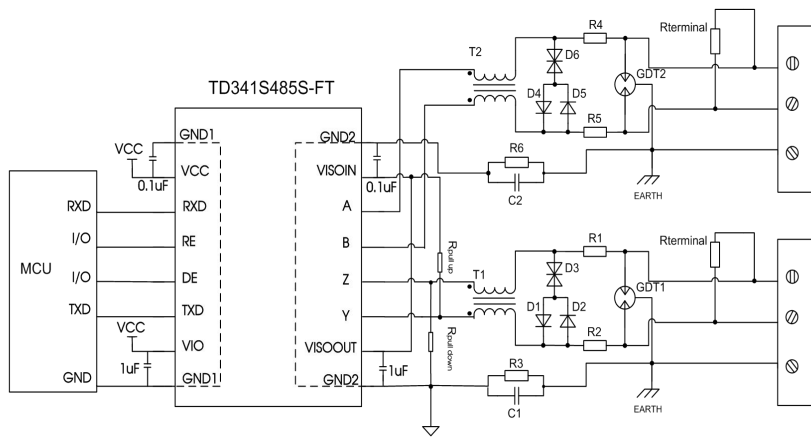 TD341S485S-FT
MCU
RXD
I/O
I/O
TXD
GND
VCC
0.1uF
VCC
1uF
GND1
VCC
RXD
RE
DE
TXD
VIO
GND1
GND2
VISOIN
A
B
Z
Y
VISOOUT
GND2
0.1uF
1uF
Rpull up
Rpull down
T2
D6
D4
D5
R4
R5
GDT2
Rterminal
R6
C2
EARTH
T1
D3
D1
D2
R1
R2
GDT1
Rterminal
R3
C1
EARTH